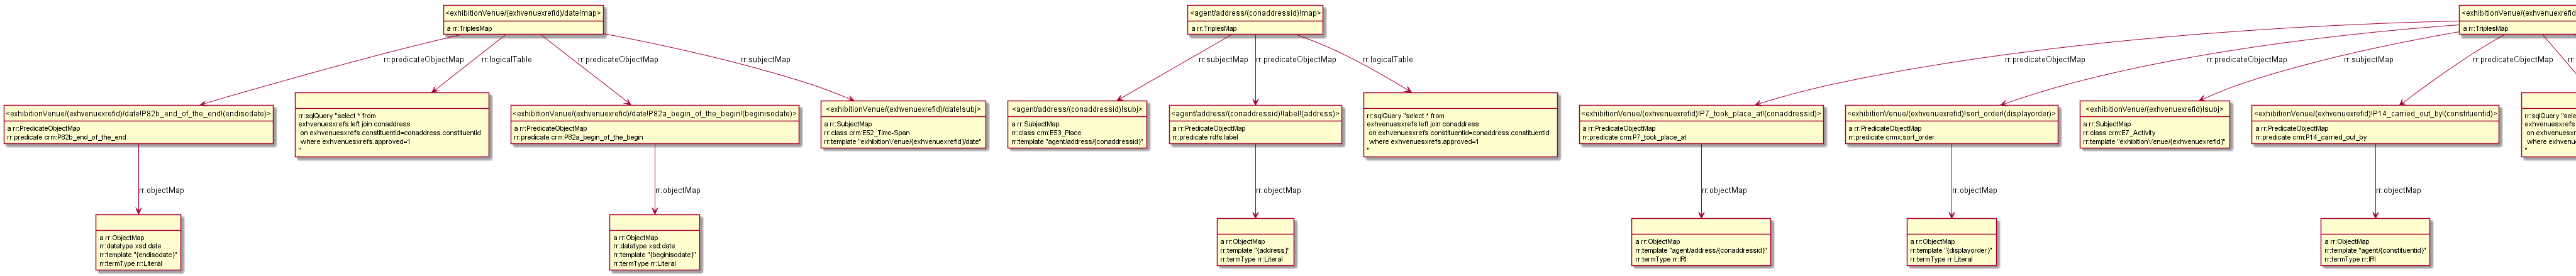 <exhibitionVenue/(exhvenuexrefid)/date!map>
a rr:TriplesMap
<agent/address/(conaddressid)!map>
a rr:TriplesMap
<exhibitionVenue/(exhvenuexrefid
a rr:TriplesMap
rr:predicateObjectMap
rr:logicalTable
rr:predicateObjectMap
rr:subjectMap
rr:subjectMap
rr:predicateObjectMap
rr:logicalTable
rr:predicateObjectMap
rr:predicateObjectMap
rr:subjectMap
rr:predicateObjectMap
rr:
<exhibitionVenue/(exhvenuexrefid)/date!P82b_end_of_the_end!(endisodate)>
a rr:PredicateObjectMap
rr:predicate crm:P82b_end_of_the_end
rr:sqlQuery "select * from
exhvenuesxrefs left join conaddress
on exhvenuesxrefs.constituentid=conaddress.constituentid
where exhvenuesxrefs.approved=1
"
<exhibitionVenue/(exhvenuexrefid)/date!P82a_begin_of_the_begin!(beginisodate)>
a rr:PredicateObjectMap
rr:predicate crm:P82a_begin_of_the_begin
<exhibitionVenue/(exhvenuexrefid)/date!subj>
a rr:SubjectMap
rr:class crm:E52_Time-Span
rr:template "exhibitionVenue/{exhvenuexrefid}/date"
<agent/address/(conaddressid)!subj>
a rr:SubjectMap
rr:class crm:E53_Place
rr:template "agent/address/{conaddressid}"
<agent/address/(conaddressid)!label!(address)>
a rr:PredicateObjectMap
rr:predicate rdfs:label
rr:sqlQuery "select * from
exhvenuesxrefs left join conaddress
on exhvenuesxrefs.constituentid=conaddress.constituentid
where exhvenuesxrefs.approved=1
"
<exhibitionVenue/(exhvenuexrefid)!P7_took_place_at!(conaddressid)>
a rr:PredicateObjectMap
rr:predicate crm:P7_took_place_at
<exhibitionVenue/(exhvenuexrefid)!sort_order!(displayorder)>
a rr:PredicateObjectMap
rr:predicate crmx:sort_order
<exhibitionVenue/(exhvenuexrefid)!subj>
a rr:SubjectMap
rr:class crm:E7_Activity
rr:template "exhibitionVenue/{exhvenuexrefid}"
<exhibitionVenue/(exhvenuexrefid)!P14_carried_out_by!(constituentid)>
a rr:PredicateObjectMap
rr:predicate crm:P14_carried_out_by
rr:sqlQuery "sele
exhvenuesxrefs
on exhvenuesx
where exhvenue
"
rr:objectMap
rr:objectMap
rr:objectMap
rr:objectMap
rr:objectMap
rr:objectMap
a rr:ObjectMap
rr:datatype xsd:date
rr:template "{endisodate}"
rr:termType rr:Literal
a rr:ObjectMap
rr:datatype xsd:date
rr:template "{beginisodate}"
rr:termType rr:Literal
a rr:ObjectMap
rr:template "{address}"
rr:termType rr:Literal
a rr:ObjectMap
rr:template "agent/address/{conaddressid}"
rr:termType rr:IRI
a rr:ObjectMap
rr:template "{displayorder}"
rr:termType rr:Literal
a rr:ObjectMap
rr:template "agent/{constituentid}"
rr:termType rr:IRI